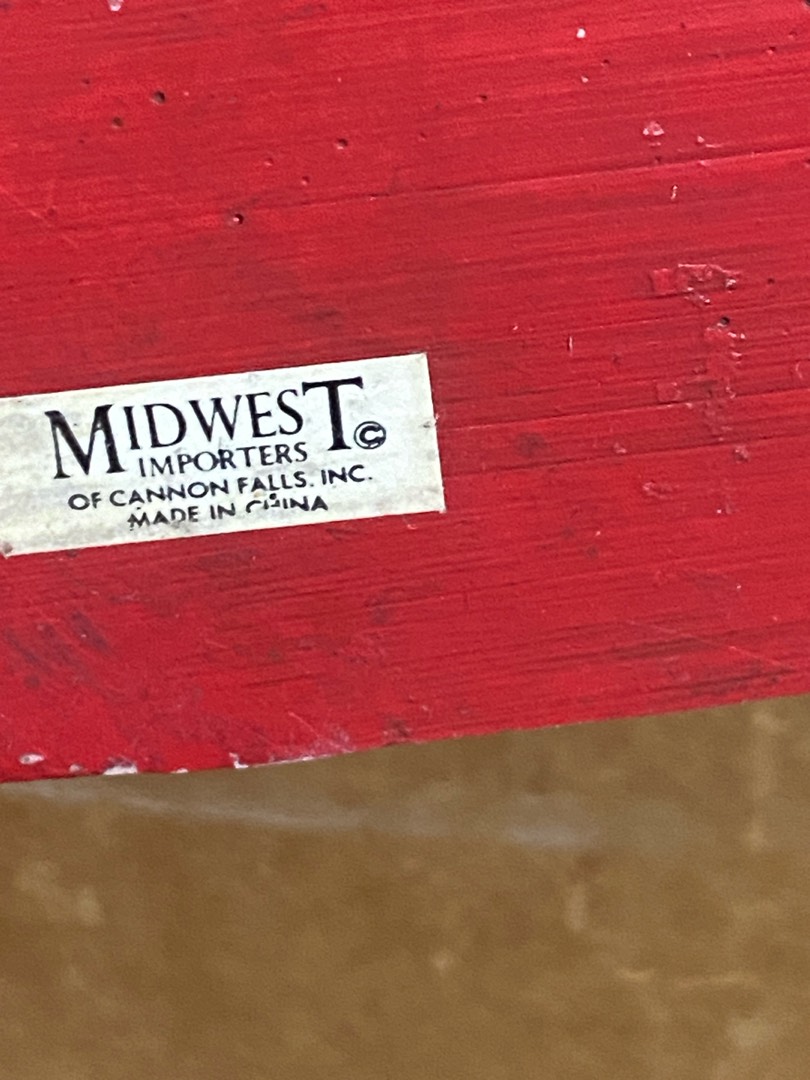 MIDWEST©
IMPORTERS
OF CANNON FALLS. INC.
MADE IN CHINA